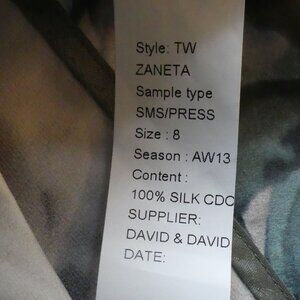 Style: TW
ZANETA
Sample type
SMS/PRESS
Size : 8
Season : AW13
Content :
100% SILK CDC
SUPPLIER:
DAVID & DAVID
DATE: